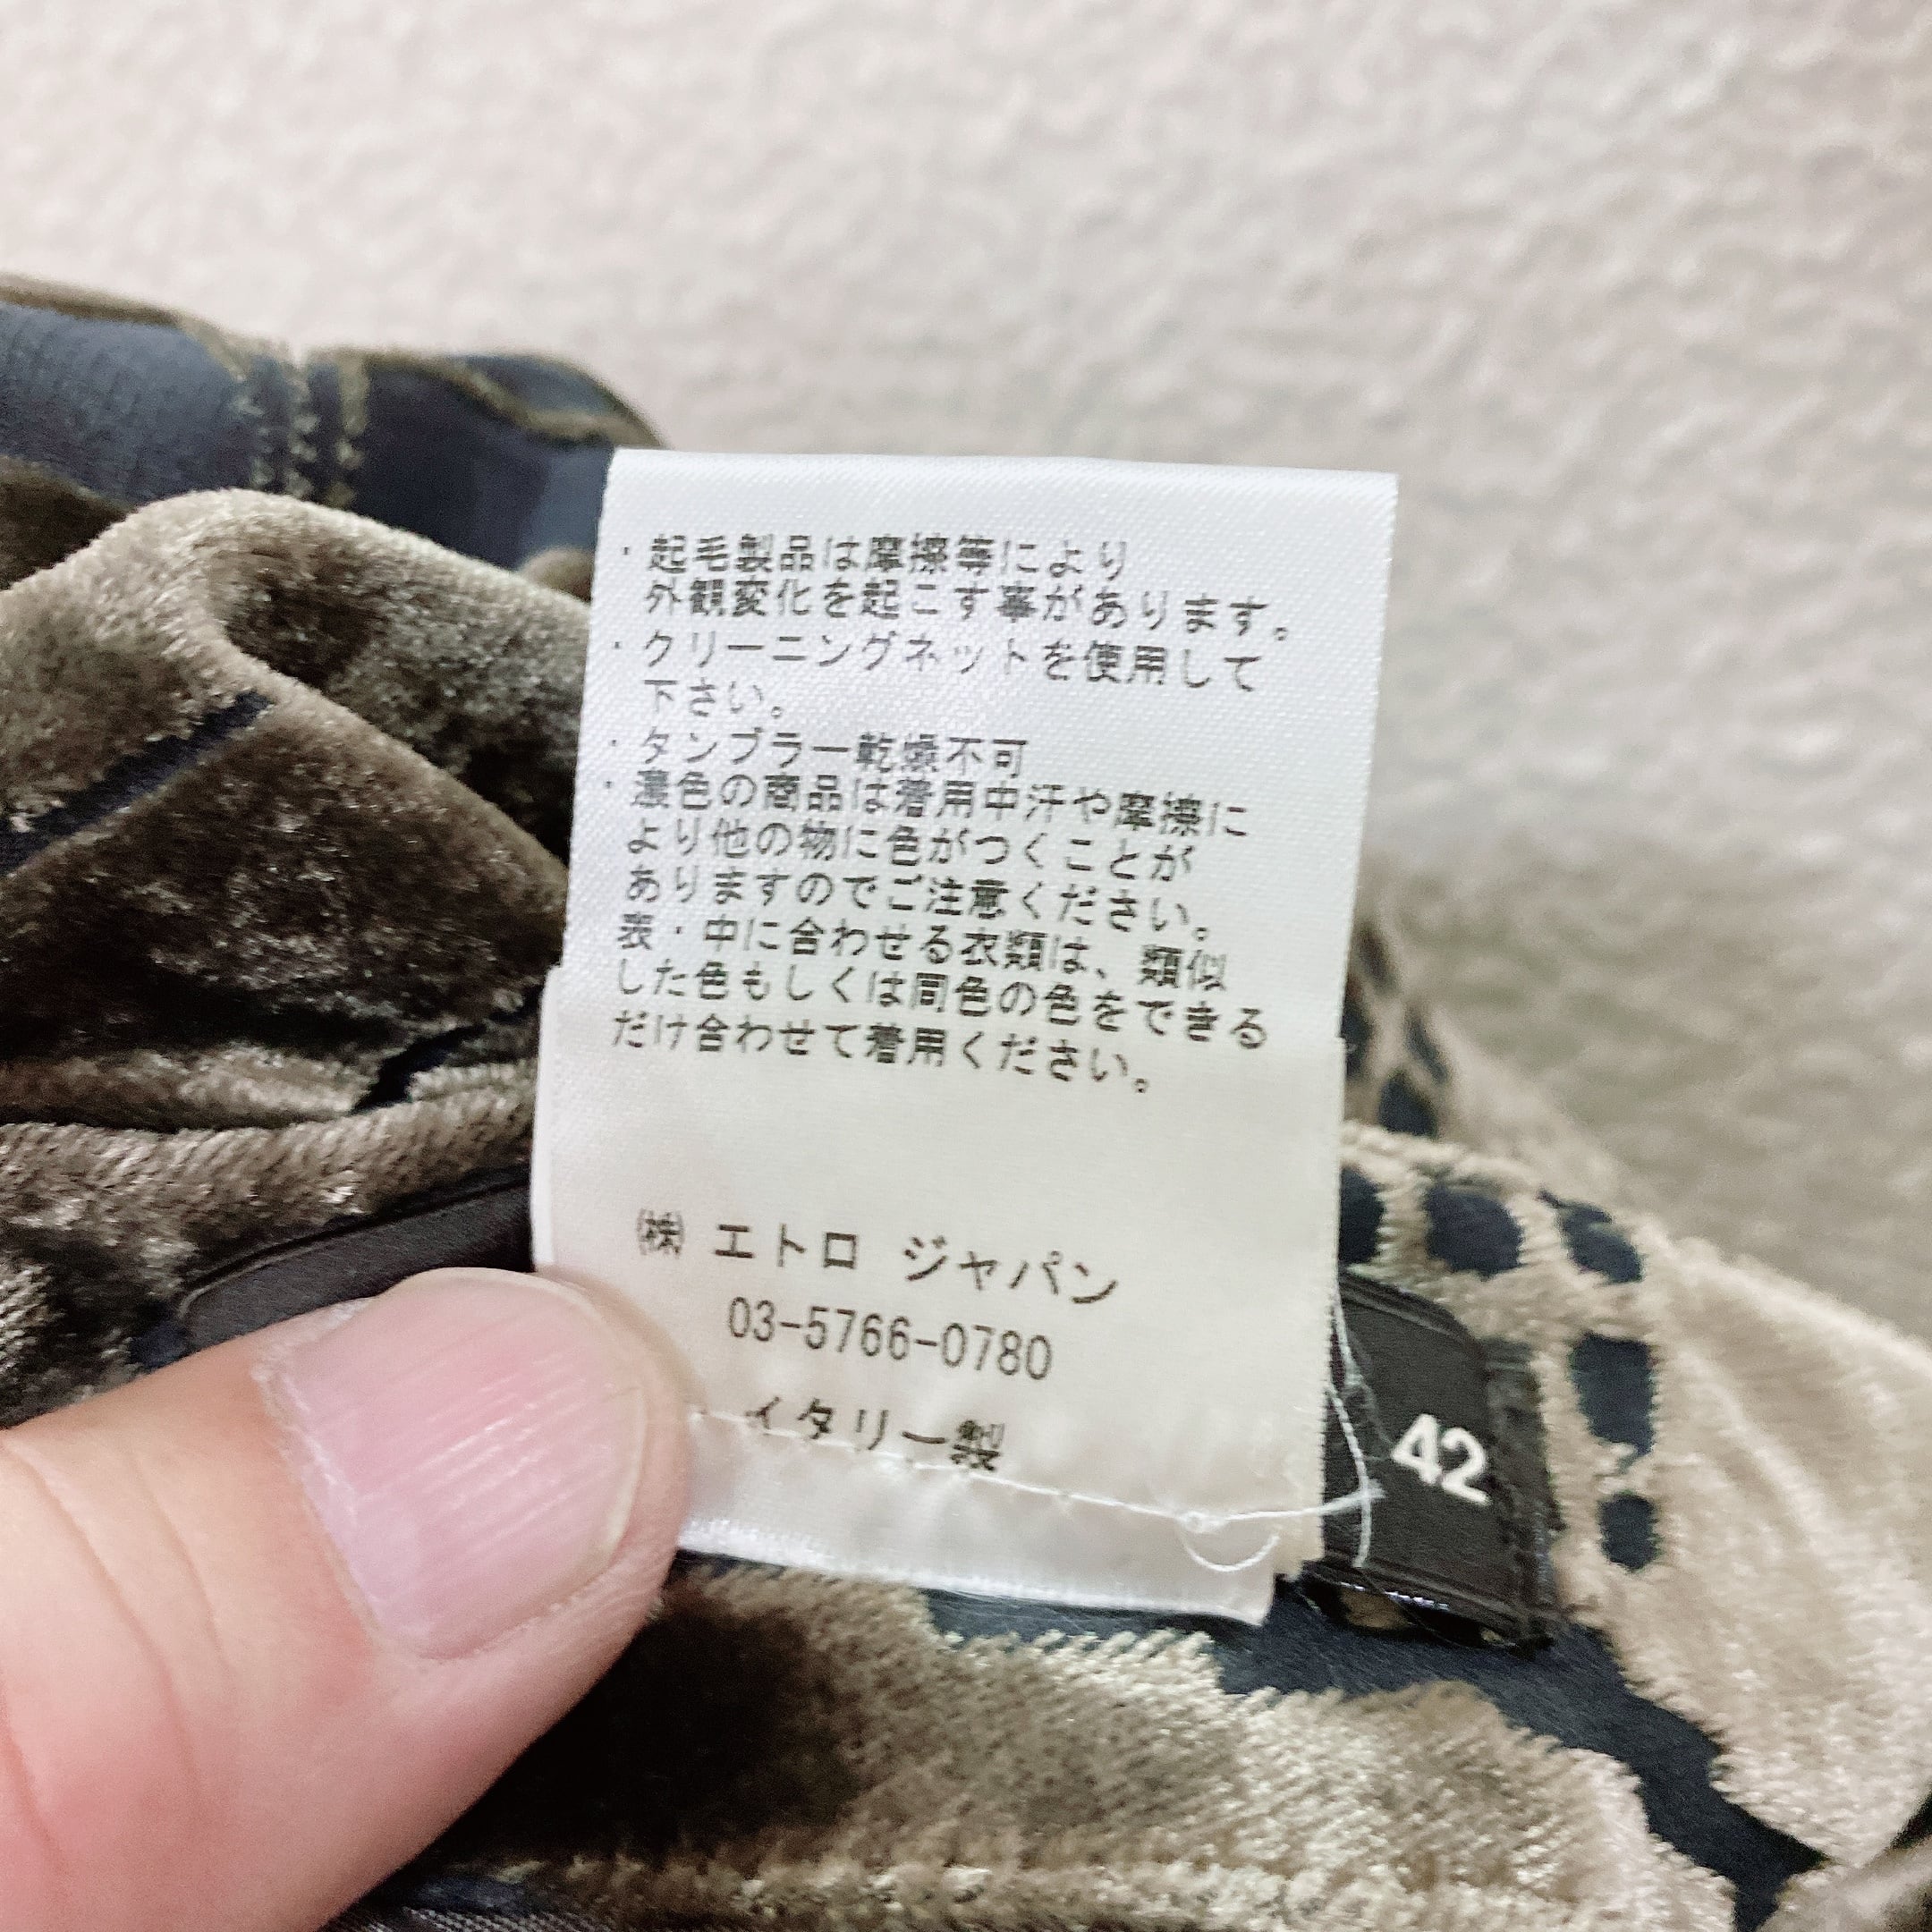 ・起毛製品は摩擦等により
外観変化を起こす事があります。
・クリーニングネットを使用して
下さい。
・タンブラー乾燥不可
・濃色の商品は着用中汗や摩擦に
より他の物に色がつくことが
ありますのでご注意ください。
表・中に合わせる衣類は、類似
した色もしくは同色の色をできる
だけ合わせて着用ください。
㈱ エトロ ジャパン
03-5766-0780
イタリー製
42